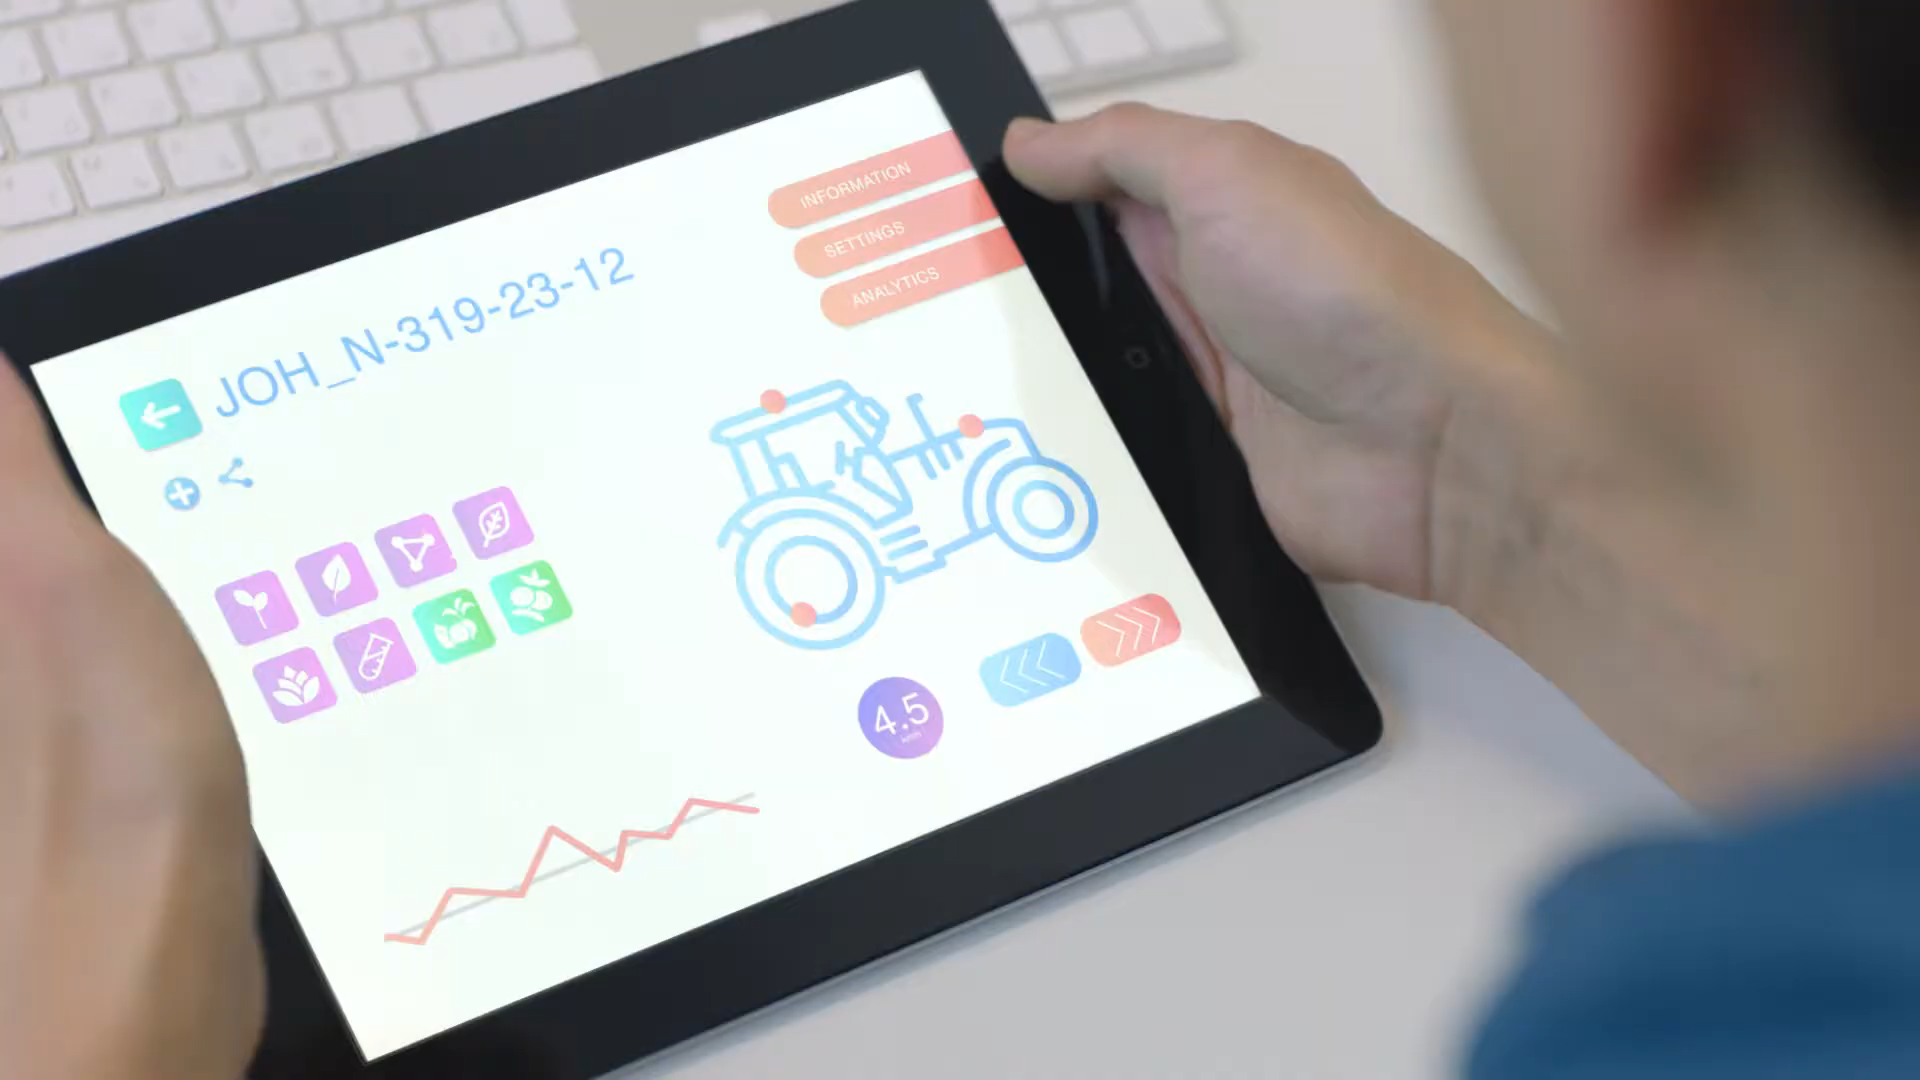 INFORMATION
SETTINGS
ANALYTICS
JOH_N-319-23-12
4.5